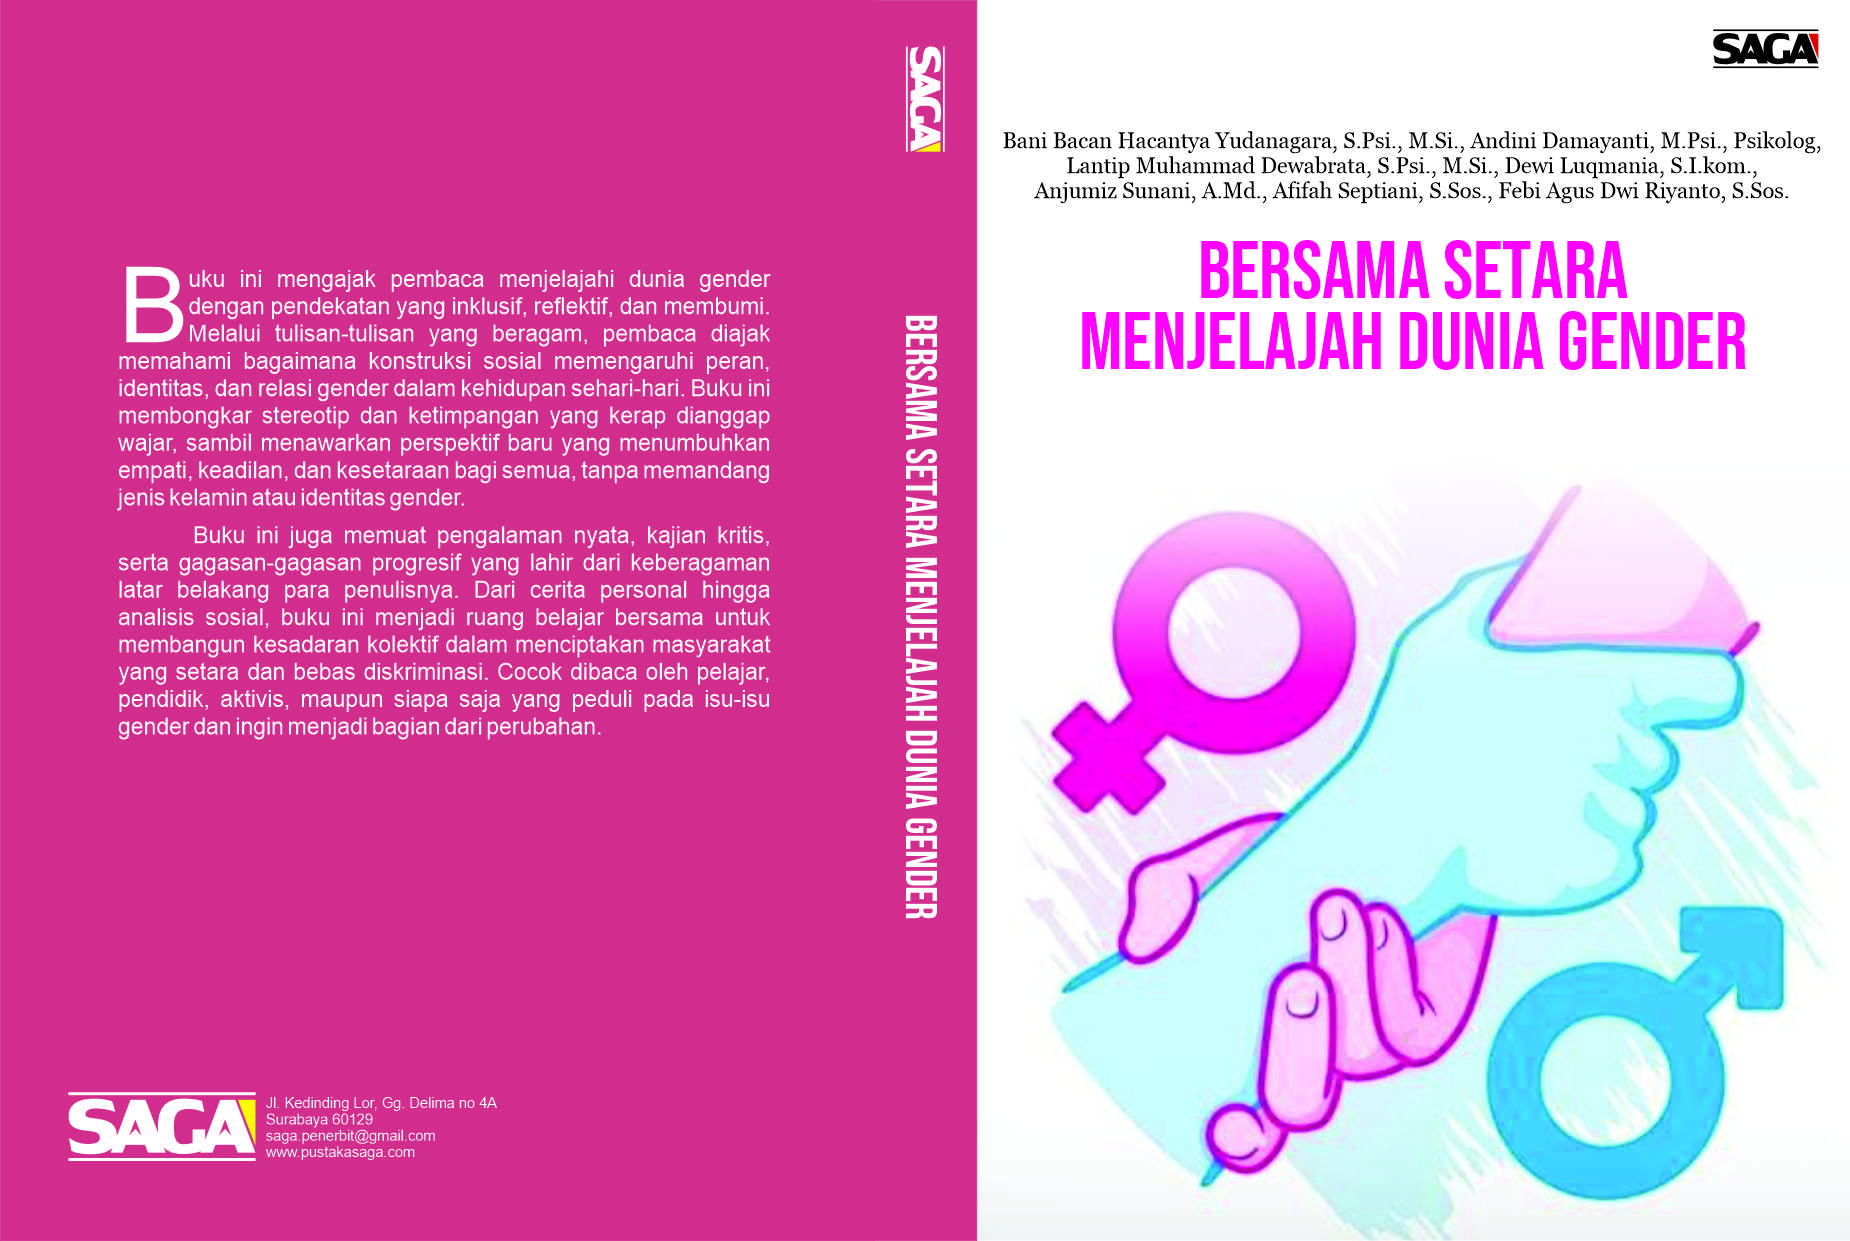 Buku ini mengajak pembaca menjelajahi dunia gender
dengan pendekatan yang inklusif, reflektif, dan membumi.
Melalui tulisan-tulisan yang beragam, pembaca diajak
memahami bagaimana konstruksi sosial memengaruhi peran,
identitas, dan relasi gender dalam kehidupan sehari-hari. Buku ini
membongkar stereotip dan ketimpangan yang kerap dianggap
wajar, sambil menawarkan perspektif baru yang menumbuhkan
empati, keadilan, dan kesetaraan bagi semua, tanpa memandang
jenis kelamin atau identitas gender.
Buku ini juga memuat pengalaman nyata, kajian kritis,
serta gagasan-gagasan progresif yang lahir dari keberagaman
latar belakang para penulisnya. Dari cerita personal hingga
analisis sosial, buku ini menjadi ruang belajar bersama untuk
membangun kesadaran kolektif dalam menciptakan masyarakat
yang setara dan bebas diskriminasi. Cocok dibaca oleh pelajar,
pendidik, aktivis, maupun siapa saja yang peduli pada isu-isu
gender dan ingin menjadi bagian dari perubahan.
SAGA
Jl. Kedinding Lor, Gg. Delima no 4A
Surabaya 60129
saga.penerbit@gmail.com
www.pustakasaga.com
SAGA
BERSAMA SETARA MENJELAJAH DUNIA GENDER
SAGA
Bani Bacan Hacantya Yudanagara, S.Psi., M.Si., Andini Damayanti, M.Psi., Psikolog,
Lantip Muhammad Dewabrata, S.Psi., M.Si., Dewi Luqmania, S.I.kom.,
Anjumiz Sunani, A.Md., Afifah Septiani, S.Sos., Febi Agus Dwi Riyanto, S.Sos.
BERSAMA SETARA
MENJELAJAH DUNIA GENDER